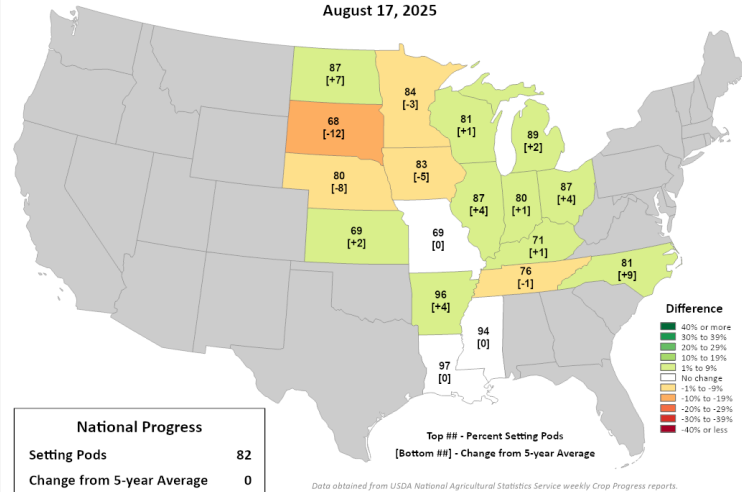 August 17, 2025
87
[+7]
84
[-3]
68
[-12]
81
[+1]
89
[+2]
80
[-8]
83
[-5]
87
[+4]
80
[+1]
87
[+4]
69
[+2]
69
[0]
71
[+1]
76
[-1]
81
[+9]
96
[+4]
94
[0]
97
[0]
Difference
40% or more
30% to 39%
20% to 29%
10% to 19%
1% to 9%
No change
-1% to -9%
-10% to -19%
-20% to -29%
-30% to -39%
-40% or less
National Progress
Setting Pods 82
Change from 5-year Average 0
Top ## - Percent Setting Pods
[Bottom ##] - Change from 5-year Average
Data obtained from USDA National Agricultural Statistics Service weekly Crop Progress reports.